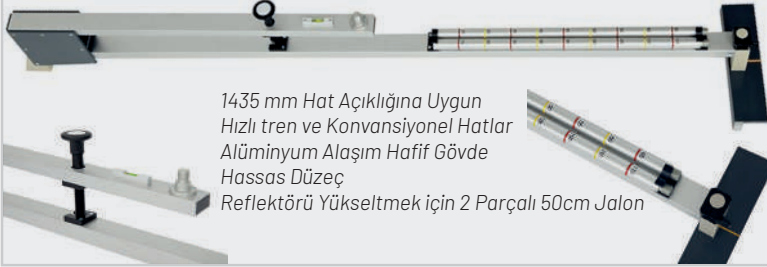 1435 mm Hat Açıklığına Uygun
Hızlı tren ve Konvansiyonel Hatlar
Alüminyum Alaşım Hafif Gövde
Hassas Düzeç
Reflektörü Yükseltmek için 2 Parçalı 50cm Jalon